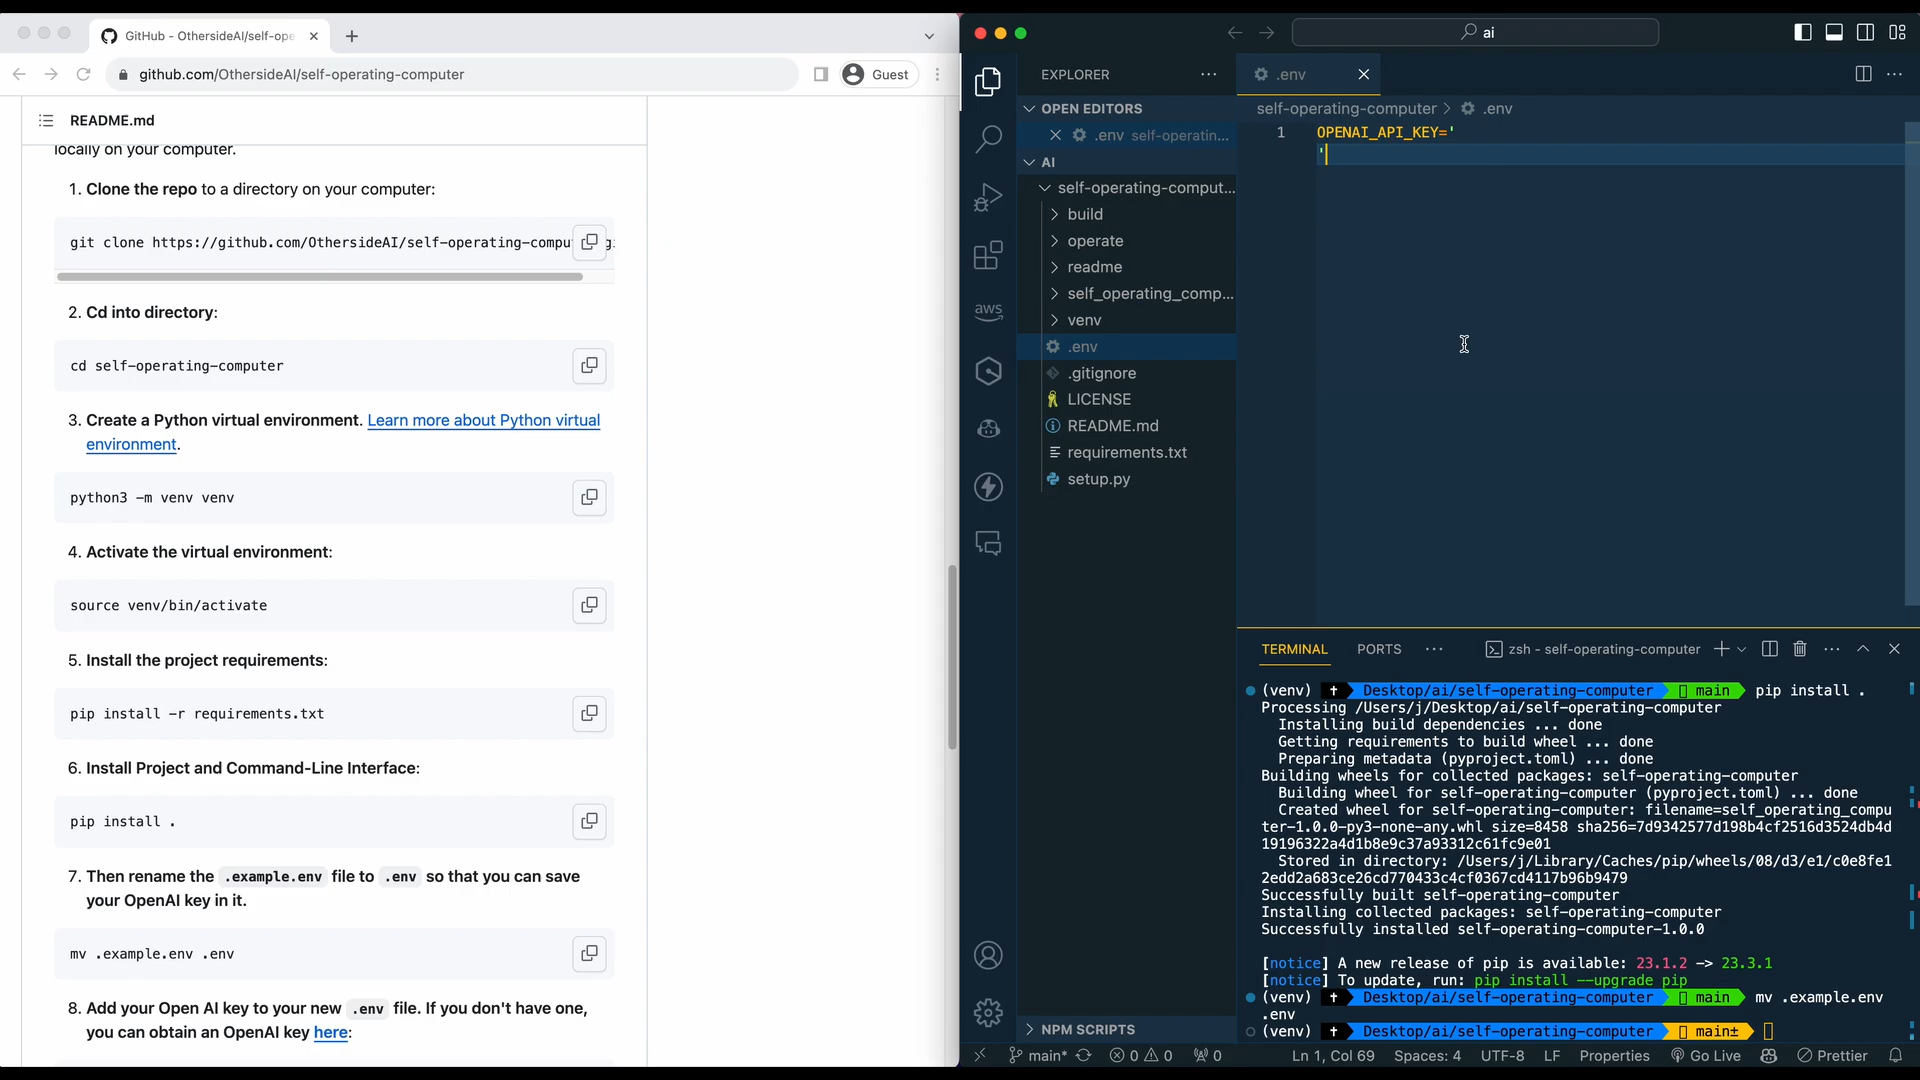 GitHub - OthersideAI/self-ope
github.com/OthersideAI/self-operating-computer
Guest
README.md
locally on your computer.
1. Clone the repo to a directory on your computer:
git clone https://github.com/OthersideAI/self-operating-compu
2. Cd into directory:
cd self-operating-computer
3. Create a Python virtual environment. Learn more about Python virtual
environment.
python3 -m venv venv
4. Activate the virtual environment:
source venv/bin/activate
5. Install the project requirements:
pip install -r requirements.txt
6. Install Project and Command-Line Interface:
pip install .
7. Then rename the .example.env file to .env so that you can save
your OpenAI key in it.
mv .example.env .env
8. Add your Open AI key to your new .env file. If you don't have one,
you can obtain an OpenAI key here:
ai
EXPLORER
OPEN EDITORS
.env self-operatin...
AI
self-operating-comput...
build
operate
readme
self_operating_comp...
venv
.env
.gitignore
LICENSE
README.md
requirements.txt
setup.py
NPM SCRIPTS
aws
.env
self-operating-computer > .env
1 OPENAI_API_KEY='
'
TERMINAL PORTS
zsh - self-operating-computer
(venv) Desktop/ai/self-operating-computer main pip install .
Processing /Users/j/Desktop/ai/self-operating-computer
Installing build dependencies ... done
Getting requirements to build wheel ... done
Preparing metadata (pyproject.toml) ... done
Building wheels for collected packages: self-operating-computer
Building wheel for self-operating-computer (pyproject.toml) ... done
Created wheel for self-operating-computer: filename=self_operating_compu
ter-1.0.0-py3-none-any.whl size=8458 sha256=7d9342577d198b4cf2516d3524db4d
19196322a4d1b8e9c37a93312c61fc9e01
Stored in directory: /Users/j/Library/Caches/pip/wheels/08/d3/e1/c0e8fe1
2edd2a683ce26cd770433c4cf0367cd4117b96b9479
Successfully built self-operating-computer
Installing collected packages: self-operating-computer
Successfully installed self-operating-computer-1.0.0
[notice] A new release of pip is available: 23.1.2 -> 23.3.1
[notice] To update, run: pip install --upgrade pip
(venv) Desktop/ai/self-operating-computer main mv .example.env
.env
(venv) Desktop/ai/self-operating-computer main±
main* 0 0 0 Ln 1, Col 69 Spaces: 4 UTF-8 LF Properties Go Live Prettier